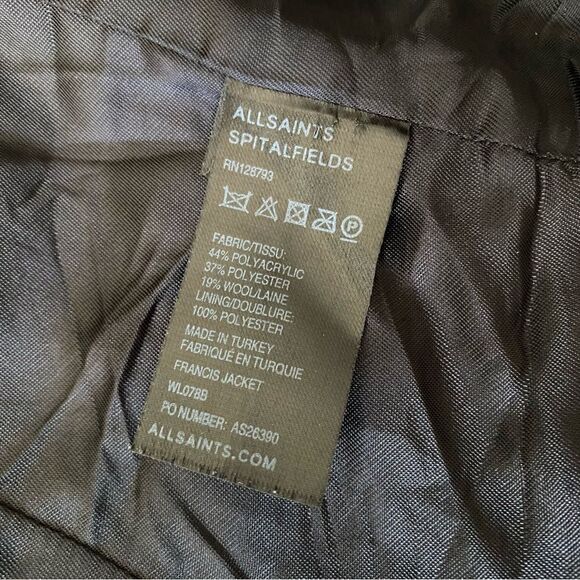 ALLSAINTS
SPITALFIELDS
RN128793
P
FABRIC/TISSU:
44% POLYACRYLIC
37% POLYESTER
19% WOOL/LAINE
LINING/DOUBLURE:
100% POLYESTER
MADE IN TURKEY
FABRIQUÉ EN TURQUIE
FRANCIS JACKET
WL078B
PO NUMBER: AS26390
ALLSAINTS.COM